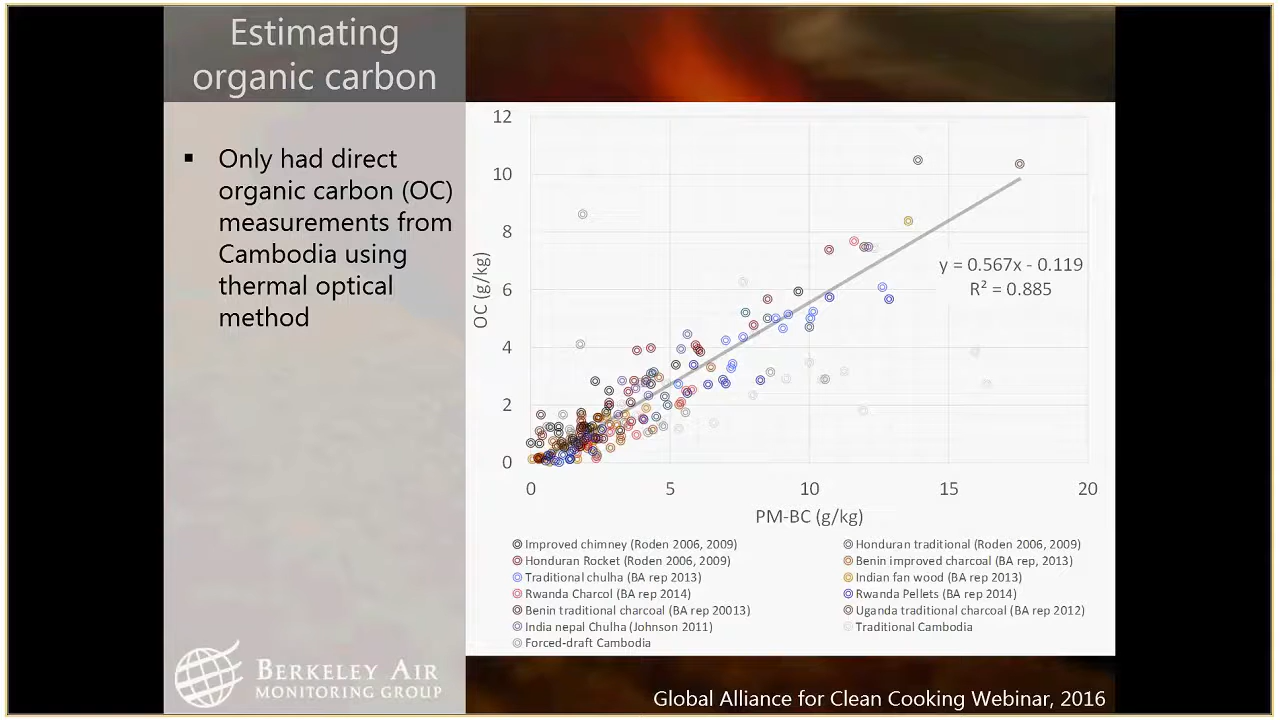 Estimating
organic carbon
▪ Only had direct
organic carbon (OC)
measurements from
Cambodia using
thermal optical
method
12
10
8
6
4
2
0
OC (g/kg)
y = 0.567x - 0.119
R² = 0.885
0 5 10 15 20
PM-BC (g/kg)
Improved chimney (Roden 2006, 2009)
Honduran traditional (Roden 2006, 2009)
Honduran Rocket (Roden 2006, 2009)
Benin improved charcoal (BA rep, 2013)
Traditional chulha (BA rep 2013)
Indian fan wood (BA rep 2013)
Rwanda Charcol (BA rep 2014)
Rwanda Pellets (BA rep 2014)
Benin traditional charcoal (BA rep 20013)
Uganda traditional charcoal (BA rep 2012)
India nepal Chulha (Johnson 2011)
Traditional Cambodia
Forced-draft Cambodia
BERKELEY AIR
MONITORING GROUP
Global Alliance for Clean Cooking Webinar, 2016